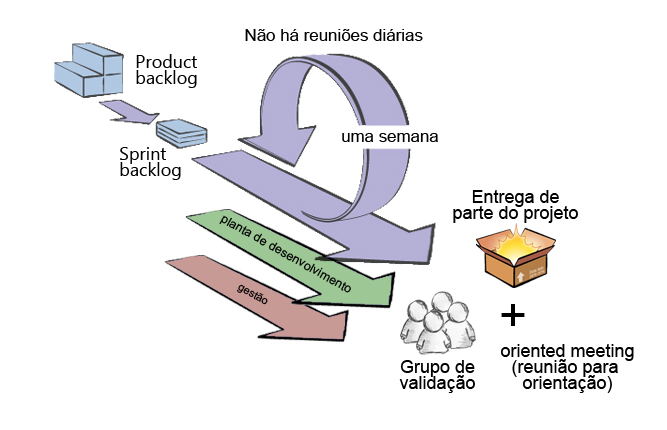 Não há reuniões diárias
Product
backlog
uma semana
Sprint
backlog
Entrega de
parte do projeto
planta de desenvolvimento
gestão
+
Grupo de
validação
oriented meeting
(reunião para
orientação)